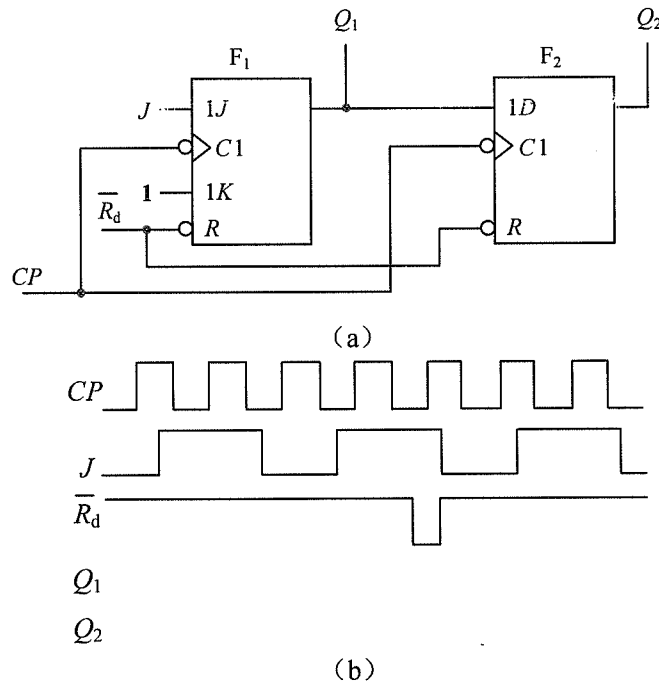 Q₁
Q₂
F₁
F₂
J
1J
1D
C1
C1
R̅d
1
1K
R
R
CP
（a）
CP
J
R̅d
Q₁
Q₂
（b）